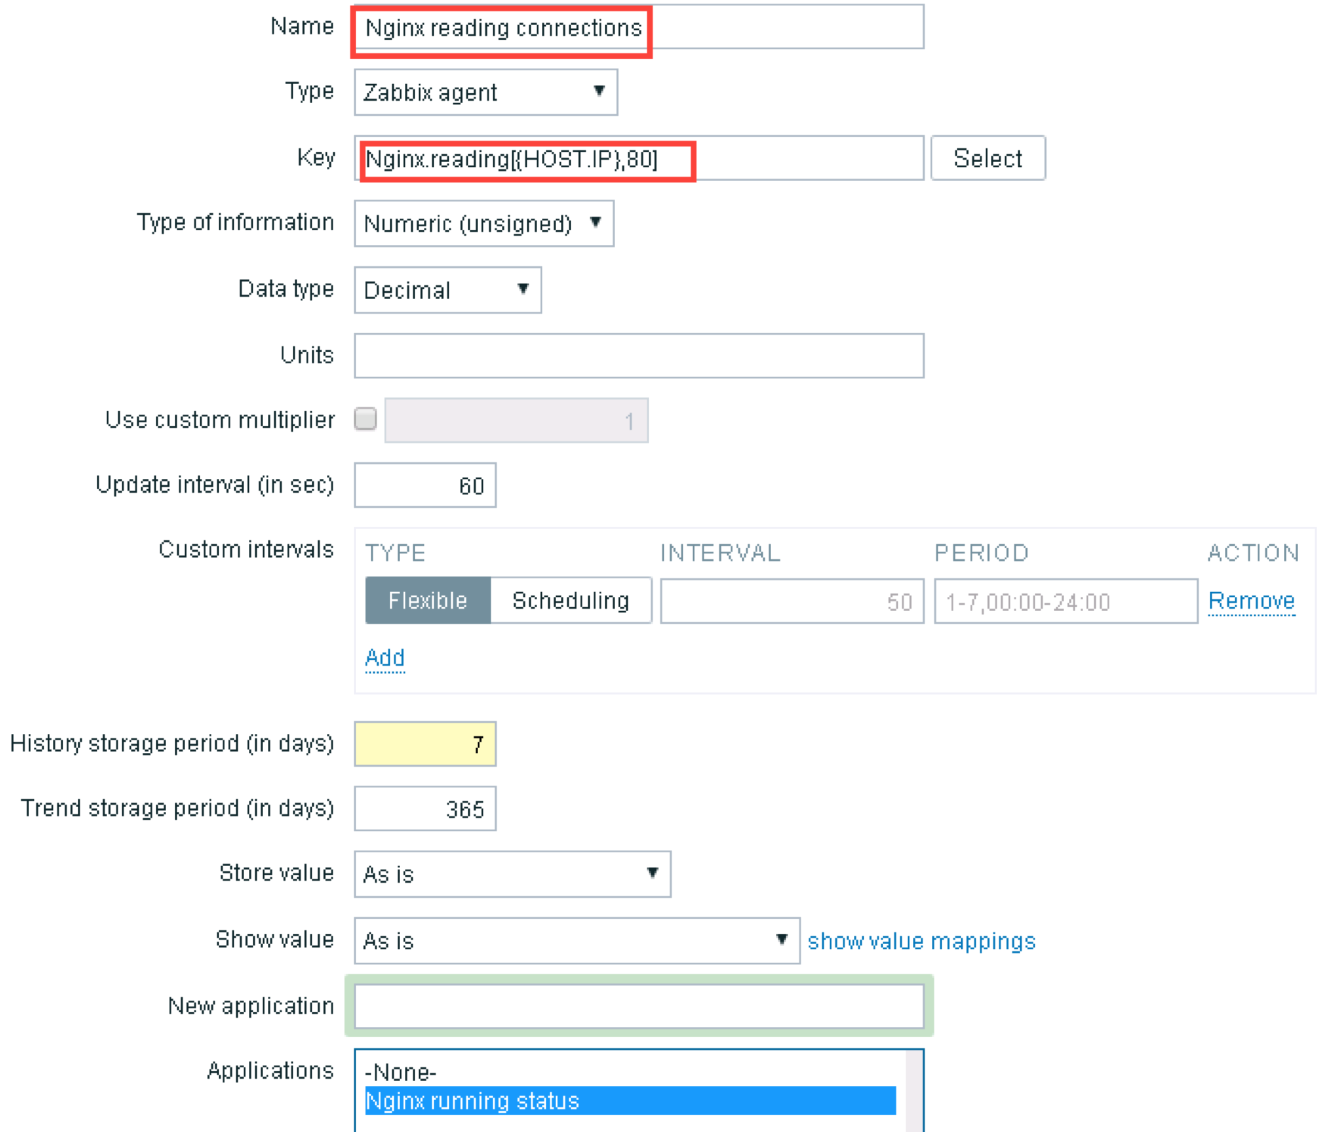 Name Nginx reading connections
Type Zabbix agent
Key Nginx.reading[{HOST.IP},80] Select
Type of information Numeric (unsigned)
Data type Decimal
Units
Use custom multiplier 1
Update interval (in sec) 60
Custom intervals TYPE INTERVAL PERIOD ACTION
Flexible Scheduling 50 1-7,00:00-24:00 Remove
Add
History storage period (in days) 7
Trend storage period (in days) 365
Store value As is
Show value As is show value mappings
New application
Applications -None-
Nginx running status